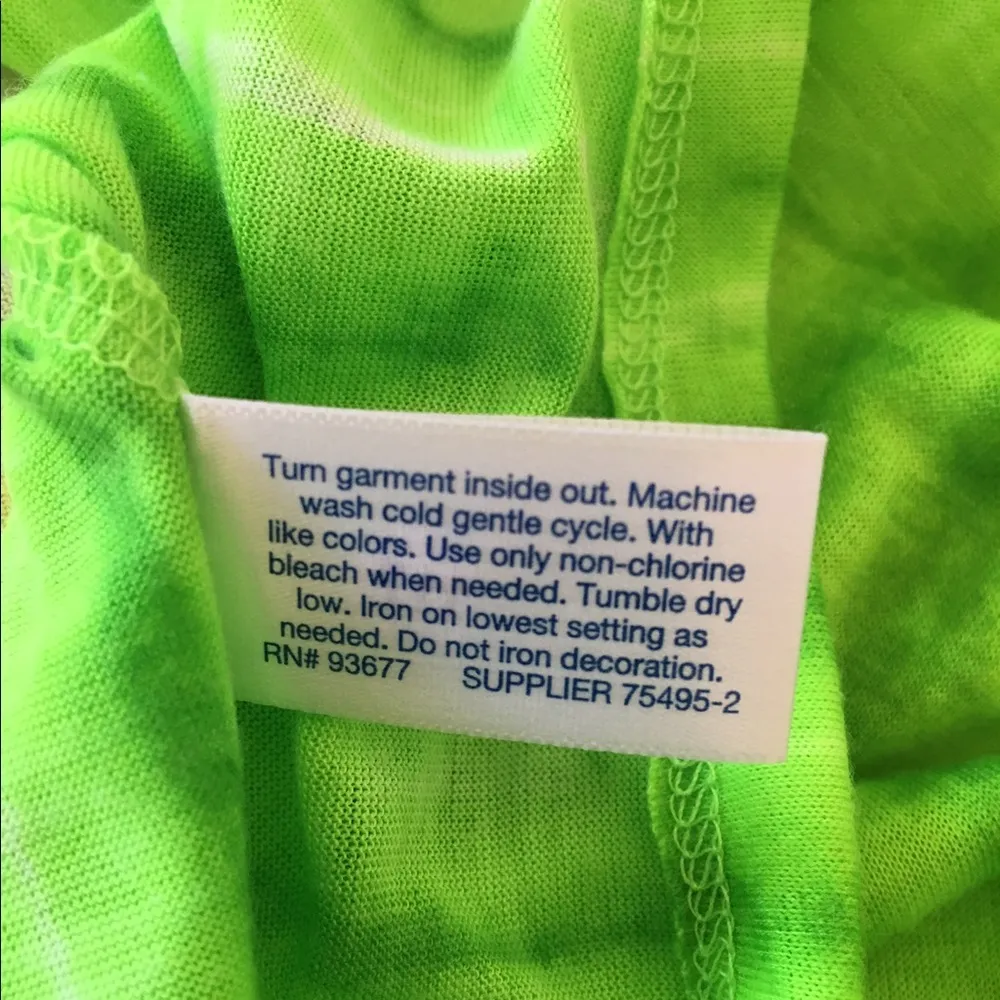 Turn garment inside out. Machine
wash cold gentle cycle. With
like colors. Use only non-chlorine
bleach when needed. Tumble dry
low. Iron on lowest setting as
needed. Do not iron decoration.
RN# 93677 SUPPLIER 75495-2